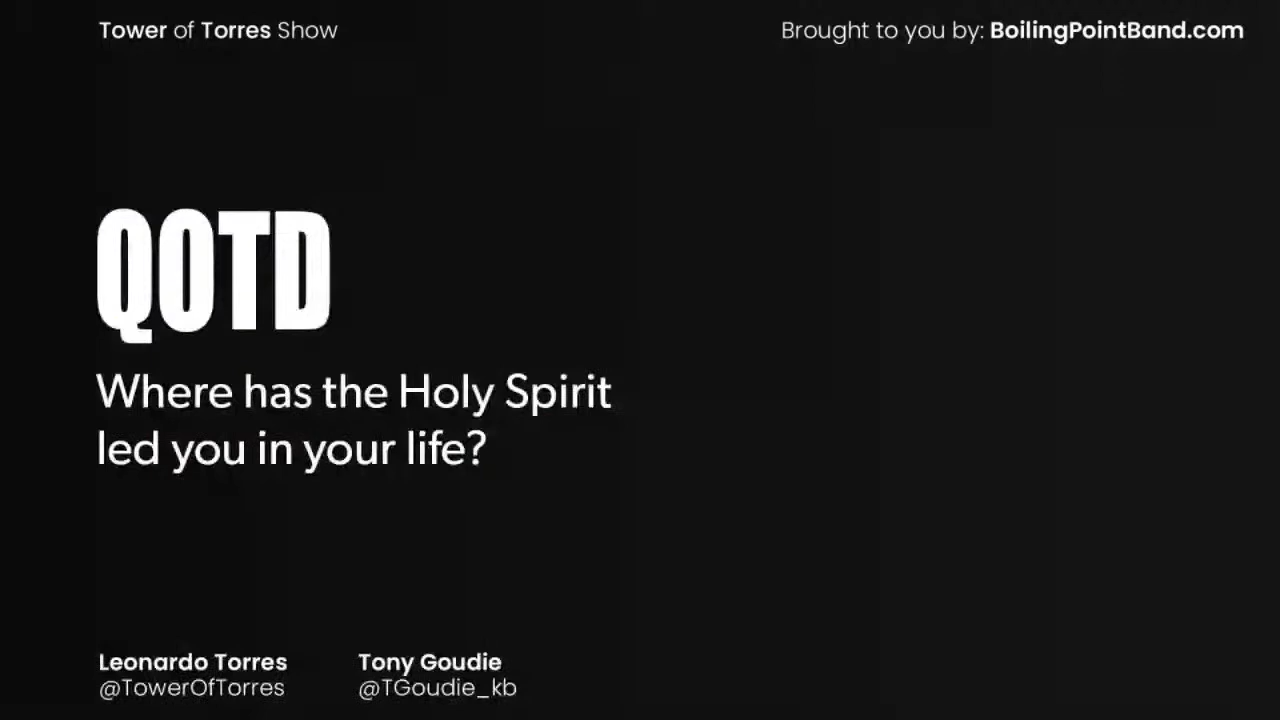 Tower of Torres Show
Brought to you by: BoilingPointBand.com
QOTD
Where has the Holy Spirit
led you in your life?
Leonardo Torres
@TowerOfTorres
Tony Goudie
@TGoudie_kb